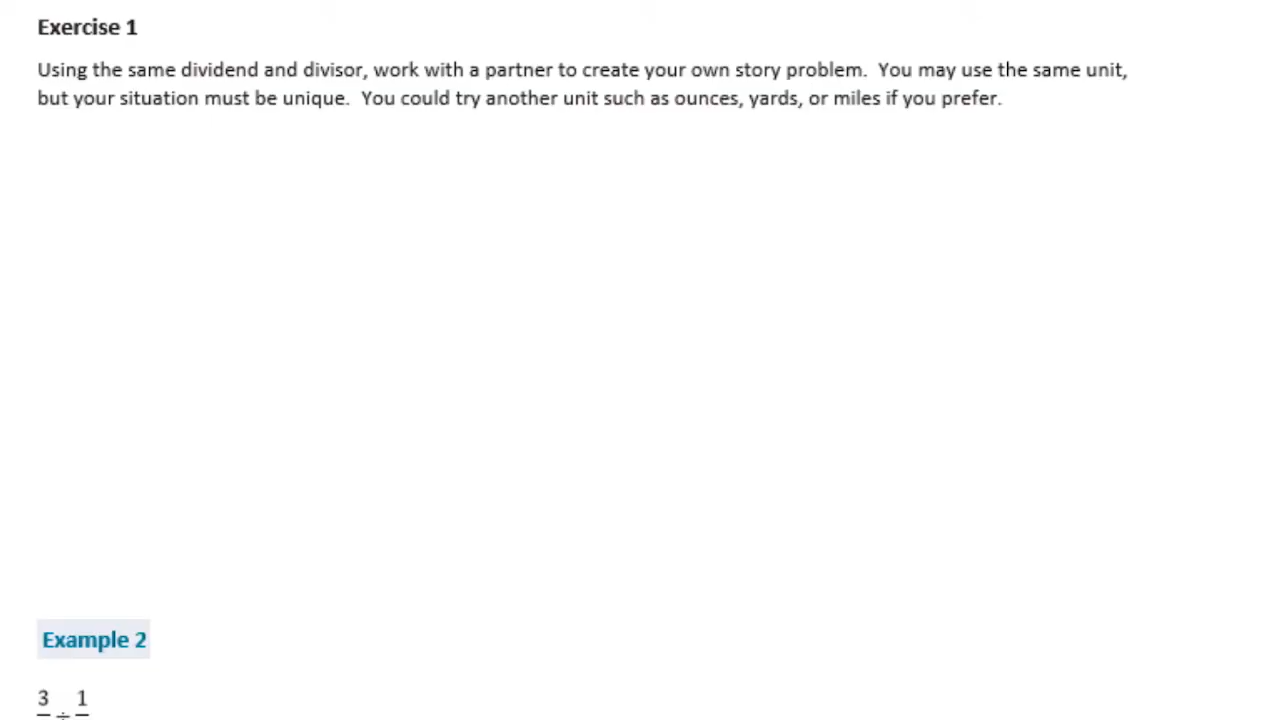 Exercise 1
Using the same dividend and divisor, work with a partner to create your own story problem.  You may use the same unit,
but your situation must be unique.  You could try another unit such as ounces, yards, or miles if you prefer.
Example 2
3 ÷ 1